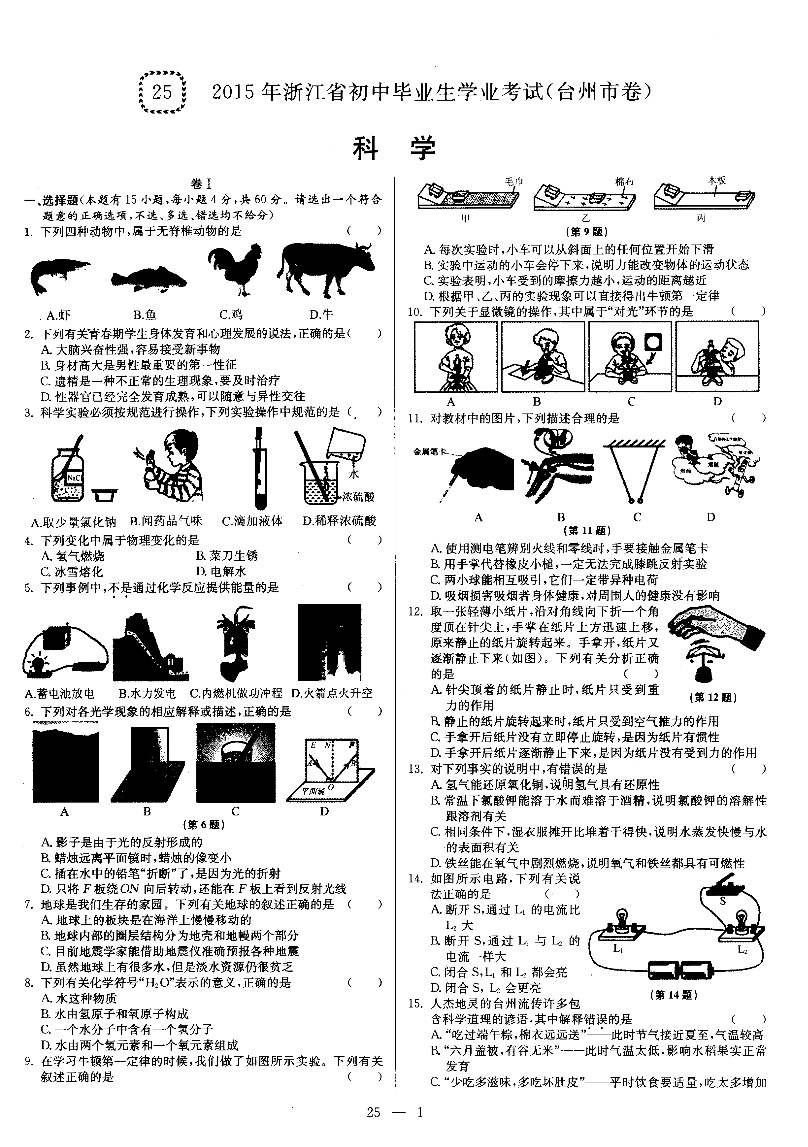 25 2015年浙江省初中毕业生学业考试(台州市卷)
科 学
卷 I
一、选择题(本题有15小题,每小题4分,共60分。请选出一个符合
题意的正确选项,不选、多选、错选均不给分)
1. 下列四种动物中,属于无脊椎动物的是 ( )
A.虾 B.鱼 C.鸡 D.牛
2. 下列有关青春期学生身体发育和心理发展的说法,正确的是( )
A. 大脑兴奋性强,容易接受新事物
B. 身材高大是男性最重要的第一性征
C. 遗精是一种不正常的生理现象,要及时治疗
D. 性器官已经完全发育成熟,可以随意与异性交往
3. 科学实验必须按规范进行操作,下列实验操作中规范的是 ( )
NaCl
水
浓硫酸
A.取少量氯化钠 B.闻药品气味 C.滴加液体 D.稀释浓硫酸
4. 下列变化中属于物理变化的是 ( )
A. 氢气燃烧 B. 菜刀生锈
C. 冰雪熔化 D. 电解水
5. 下列事例中,不是通过化学反应提供能量的是 ( )
A.蓄电池放电 B.水力发电 C.内燃机做功冲程 D.火箭点火升空
6. 下列对各光学现象的相应解释或描述,正确的是 ( )
E N F
A B
O
平面镜
A B C D
(第6题)
A. 影子是由于光的反射形成的
B. 蜡烛远离平面镜时,蜡烛的像变小
C. 插在水中的铅笔“折断”了,是因为光的折射
D. 只将F板绕ON向后转动,还能在F板上看到反射光线
7. 地球是我们生存的家园。下列有关地球的叙述正确的是 ( )
A. 地球上的板块是在海洋上慢慢移动的
B. 地球内部的圈层结构分为地壳和地幔两个部分
C. 目前地震学家能借助地震仪准确预报各种地震
D. 虽然地球上有很多水,但是淡水资源仍很贫乏
8. 下列有关化学符号“H₂O”表示的意义,正确的是 ( )
A. 水这种物质
B. 水由氢原子和氧原子构成
C. 一个水分子中含有一个氧分子
D. 水由两个氢元素和一个氧元素组成
9. 在学习牛顿第一定律的时候,我们做了如图所示实验。下列有关
叙述正确的是 ( )
毛巾 棉布 木板
甲 乙 丙
(第9题)
A. 每次实验时,小车可以从斜面上的任何位置开始下滑
B. 实验中运动的小车会停下来,说明力能改变物体的运动状态
C. 实验表明,小车受到的摩擦力越小,运动的距离越近
D. 根据甲、乙、丙的实验现象可以直接得出牛顿第一定律
10. 下列关于显微镜的操作,其中属于“对光”环节的是 ( )
A B C D
11. 对教材中的图片,下列描述合理的是 ( )
金属笔卡
A B C D
(第11题)
A. 使用测电笔辨别火线和零线时,手要接触金属笔卡
B. 用手掌代替橡皮小槌,一定无法完成膝跳反射实验
C. 两小球能相互吸引,它们一定带异种电荷
D. 吸烟损害吸烟者身体健康,对周围人的健康没有影响
12. 取一张轻薄小纸片,沿对角线向下折一个角
度顶在针尖上,手掌在纸片上方迅速上移,
原来静止的纸片旋转起来。手拿开,纸片又
逐渐静止下来(如图)。下列有关分析正确
的是 ( )
(第12题)
A. 针尖顶着的纸片静止时,纸片只受到重
力的作用
B. 静止的纸片旋转起来时,纸片只受到空气推力的作用
C. 手拿开后纸片没有立即停止旋转,是因为纸片有惯性
D. 手拿开后纸片逐渐静止下来,是因为纸片没有受到力的作用
13. 对下列事实的说明中,有错误的是 ( )
A. 氢气能还原氧化铜,说明氢气具有还原性
B. 常温下氯酸钾能溶于水而难溶于酒精,说明氯酸钾的溶解性
跟溶剂有关
C. 相同条件下,湿衣服摊开比堆着干得快,说明水蒸发快慢与水
的表面积有关
D. 铁丝能在氧气中剧烈燃烧,说明氧气和铁丝都具有可燃性
14. 如图所示电路,下列有关说
法正确的是 ( )
A. 断开S,通过L₁的电流比
L₂大
B. 断开S,通过L₁与L₂的
电流一样大
C. 闭合S,L₁和L₂都会亮
D. 闭合S,L₂会更亮
S
L₁ L₂
(第14题)
15. 人杰地灵的台州流传许多包
含科学道理的谚语,其中解释错误的是 ( )
A. “吃过端午粽,棉衣远远送”——此时节气接近夏至,气温较高
B. “六月盖被,有谷无米”——此时气温太低,影响水稻果实正常
发育
C. “少吃多滋味,多吃坏肚皮”——平时饮食要适量,吃太多增加
25 — 1